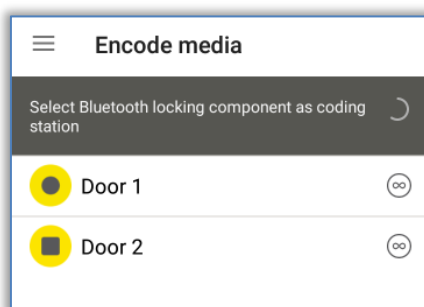 Encode media
Select Bluetooth locking component as coding
station
Door 1
Door 2